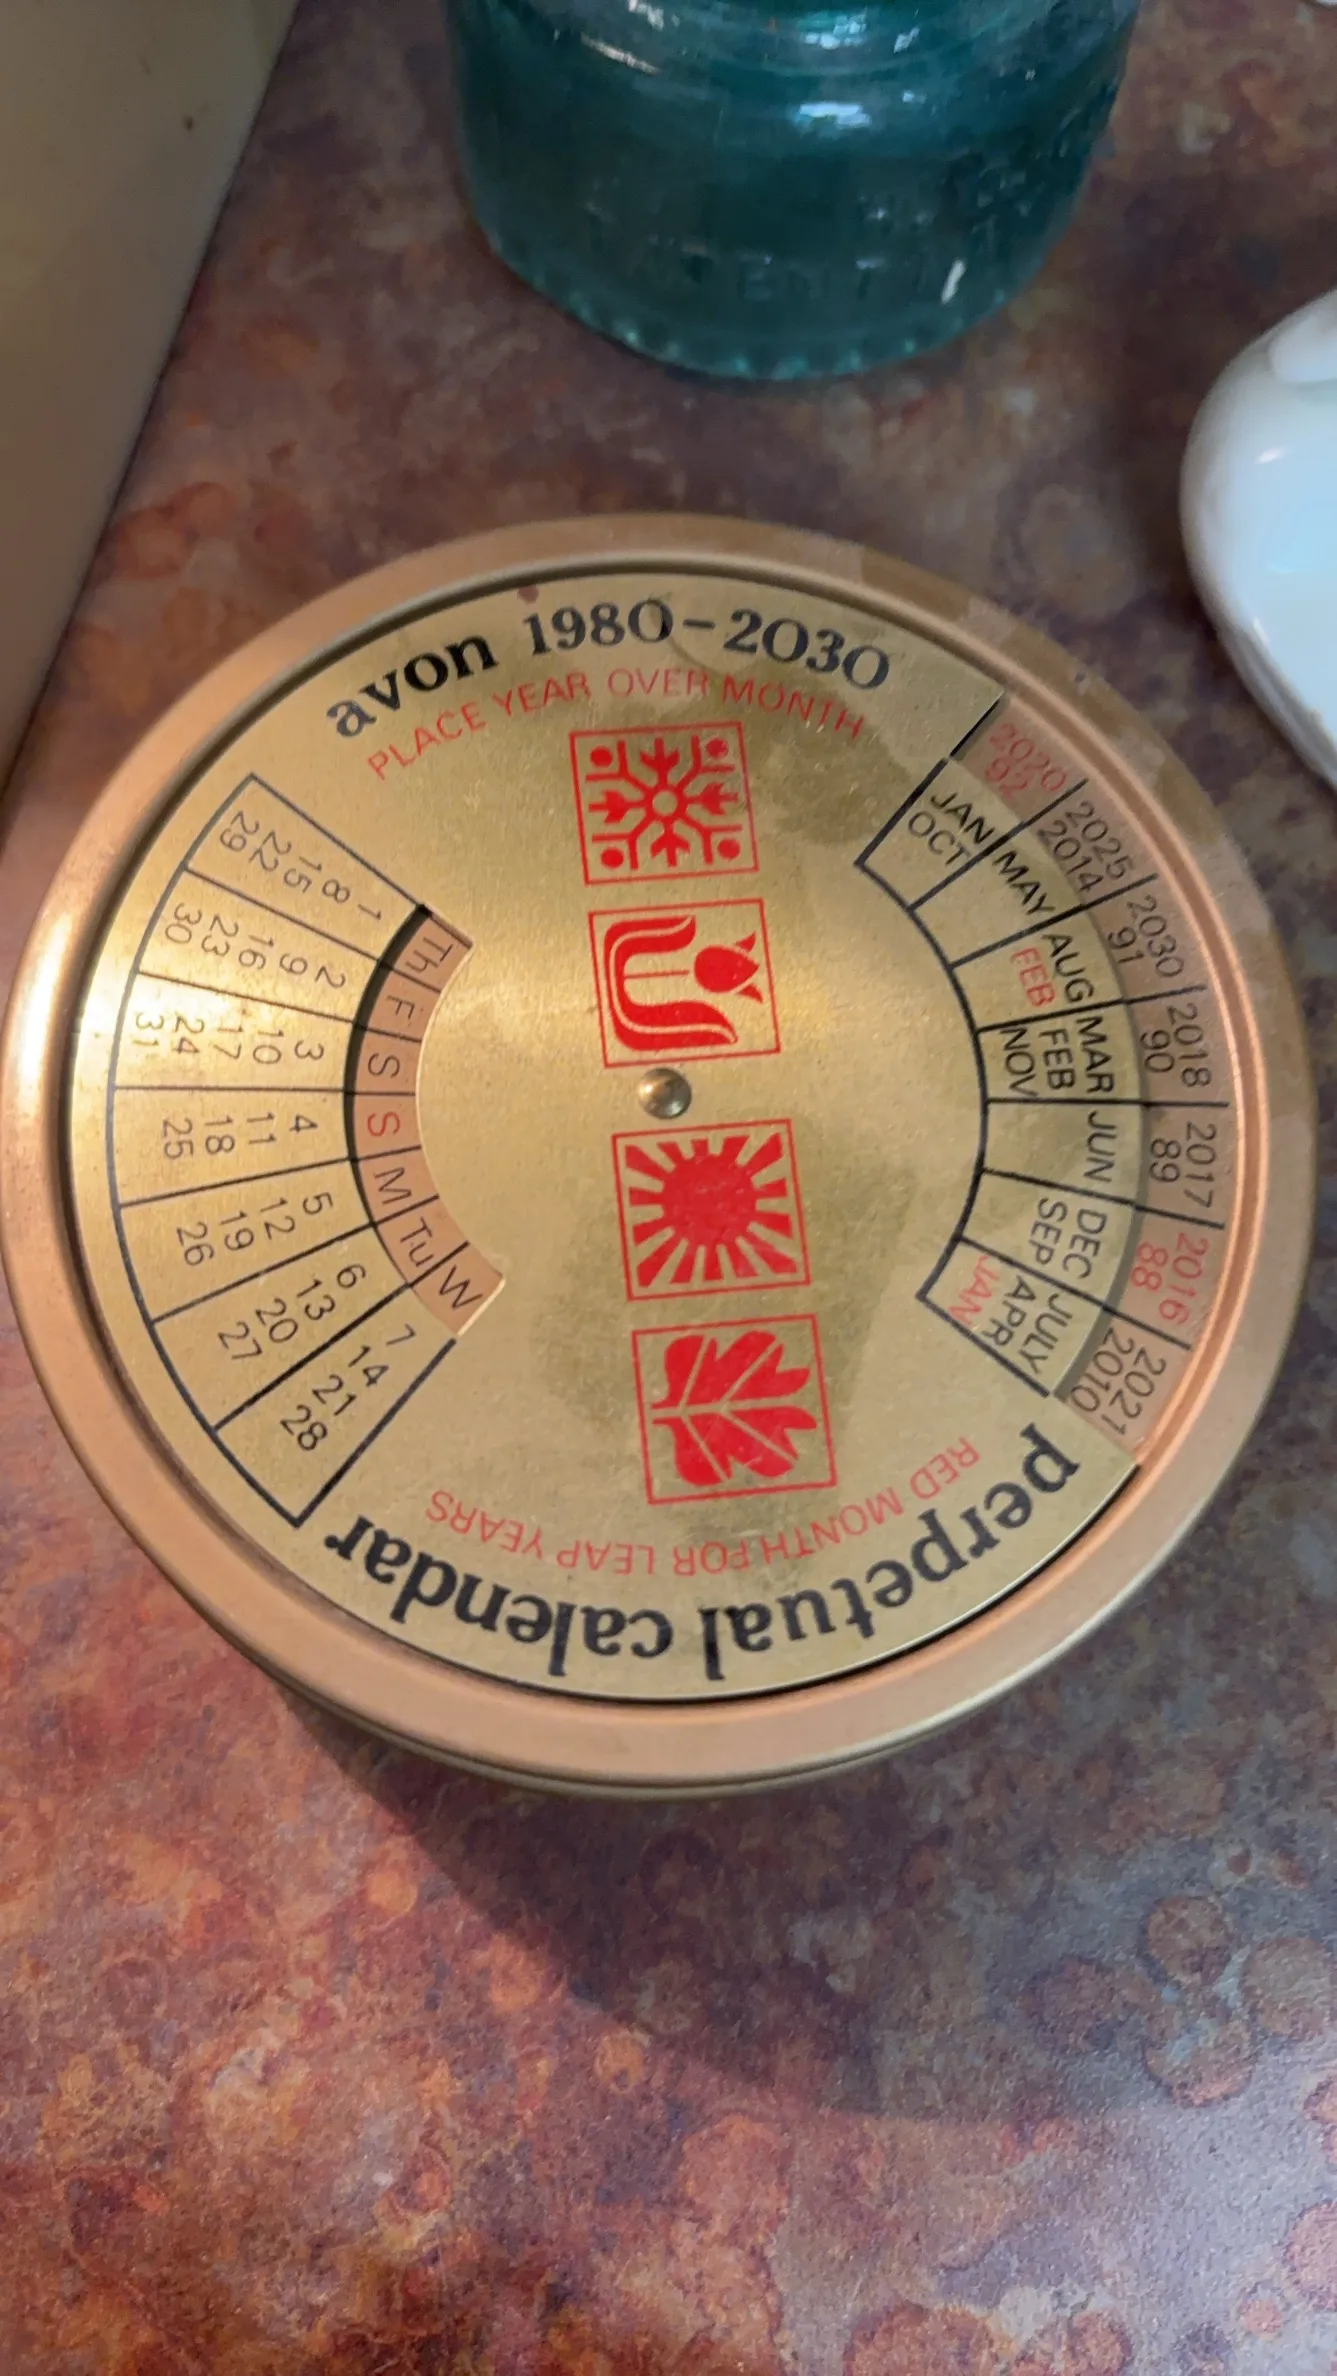 avon 1980–2030
PLACE YEAR OVER MONTH
2020
92
2025
2014
2030
91
2018
90
2017
89
2016
88
2021
2010
JAN
OCT
MAY
AUG
FEB
MAR
FEB
NOV
JUN
DEC
SEP
JULY
APR
JAN
Th F S S M Tu W
1 2 3 4 5 6 7
8 9 10 11 12 13 14
15 16 17 18 19 20 21
22 23 24 25 26 27 28
29 30 31
RED MONTH FOR LEAP YEARS
perpetual calendar